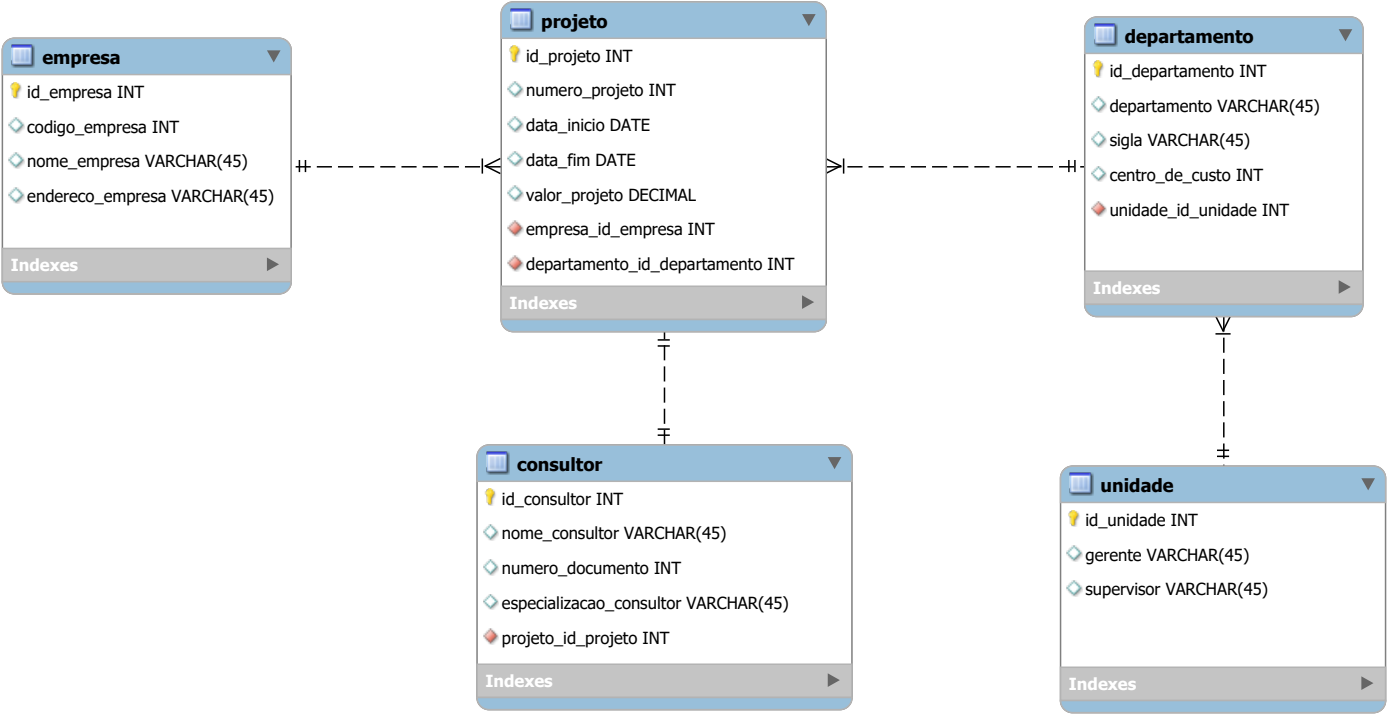 empresa
id_empresa INT
codigo_empresa INT
nome_empresa VARCHAR(45)
endereco_empresa VARCHAR(45)
Indexes
projeto
id_projeto INT
numero_projeto INT
data_inicio DATE
data_fim DATE
valor_projeto DECIMAL
empresa_id_empresa INT
departamento_id_departamento INT
Indexes
departamento
id_departamento INT
departamento VARCHAR(45)
sigla VARCHAR(45)
centro_de_custo INT
unidade_id_unidade INT
Indexes
consultor
id_consultor INT
nome_consultor VARCHAR(45)
numero_documento INT
especializacao_consultor VARCHAR(45)
projeto_id_projeto INT
Indexes
unidade
id_unidade INT
gerente VARCHAR(45)
supervisor VARCHAR(45)
Indexes